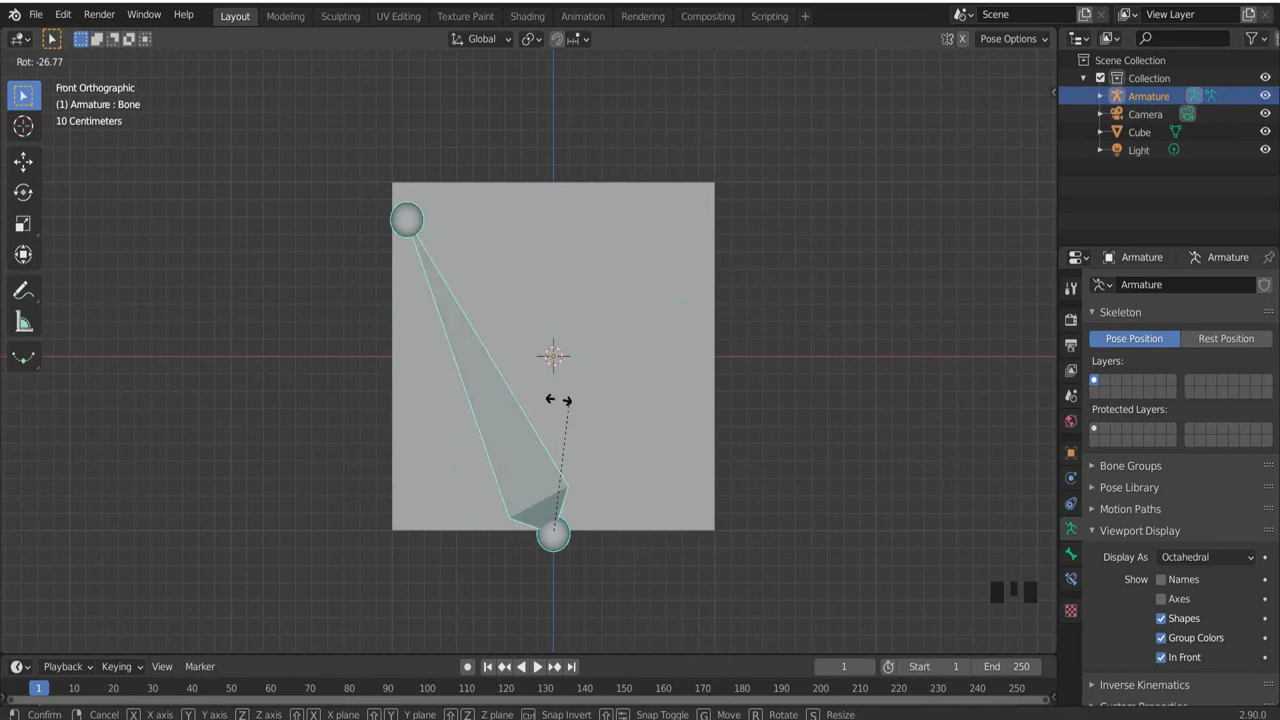 File Edit Render Window Help Layout Modeling Sculpting UV Editing Texture Paint Shading Animation Rendering Compositing Scripting + Scene View Layer
Global X Pose Options
Rot: -26.77
Front Orthographic
(1) Armature : Bone
10 Centimeters
Scene Collection
Collection
Armature
Camera
Cube
Light
Armature Armature
Armature
Skeleton
Pose Position Rest Position
Layers:
Protected Layers:
Bone Groups
Pose Library
Motion Paths
Viewport Display
Display As Octahedral
Show Names
Axes
Shapes
Group Colors
In Front
Inverse Kinematics
Playback Keying View Marker 1 Start 1 End 250
1 10 20 30 40 50 60 70 80 90 100 110 120 130 140 150 160 170 180 190 200 210 220 230 240 250
Confirm Cancel X X axis Y Y axis Z Z axis X X plane Y Y plane Z Z plane Ctrl Snap Invert Snap Toggle G Move R Rotate S Resize 2.90.0